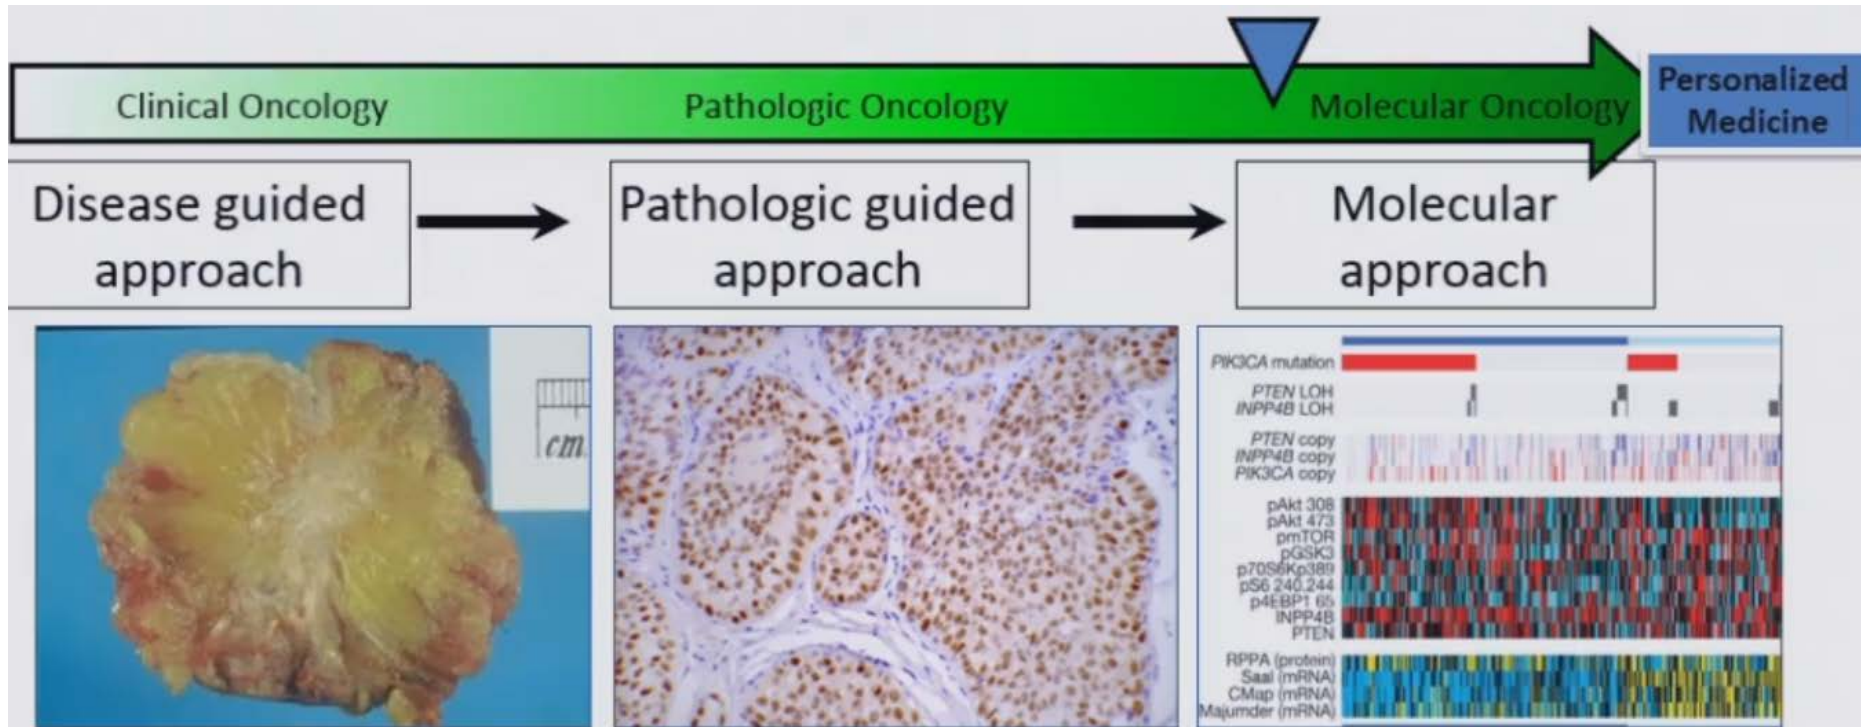 Clinical Oncology
Pathologic Oncology
Molecular Oncology
Personalized
Medicine
Disease guided
approach
Pathologic guided
approach
Molecular
approach
cm.
PIK3CA mutation
PTEN LOH
INPP4B LOH
PTEN copy
INPP4B copy
PIK3CA copy
pAkt 308
pAkt 473
pmTOR
pGSK3
p70S6Kp389
pS6 240.244
p4EBP1 65
INPP4B
PTEN
RPPA (protein)
Saal (mRNA)
CMap (mRNA)
Majumder (mRNA)